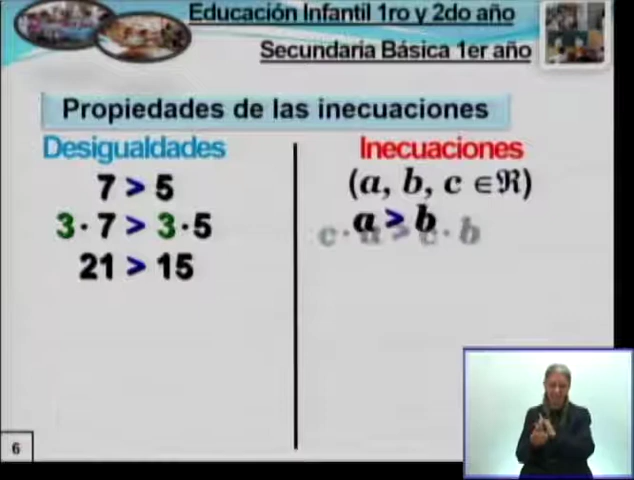 Educación Infantil 1ro y 2do año
Secundaria Básica 1er año
Propiedades de las inecuaciones
Desigualdades
7 > 5
3 · 7 > 3 · 5
21 > 15
Inecuaciones
(a, b, c ∈ ℜ)
a > b
c · a > c · b
6